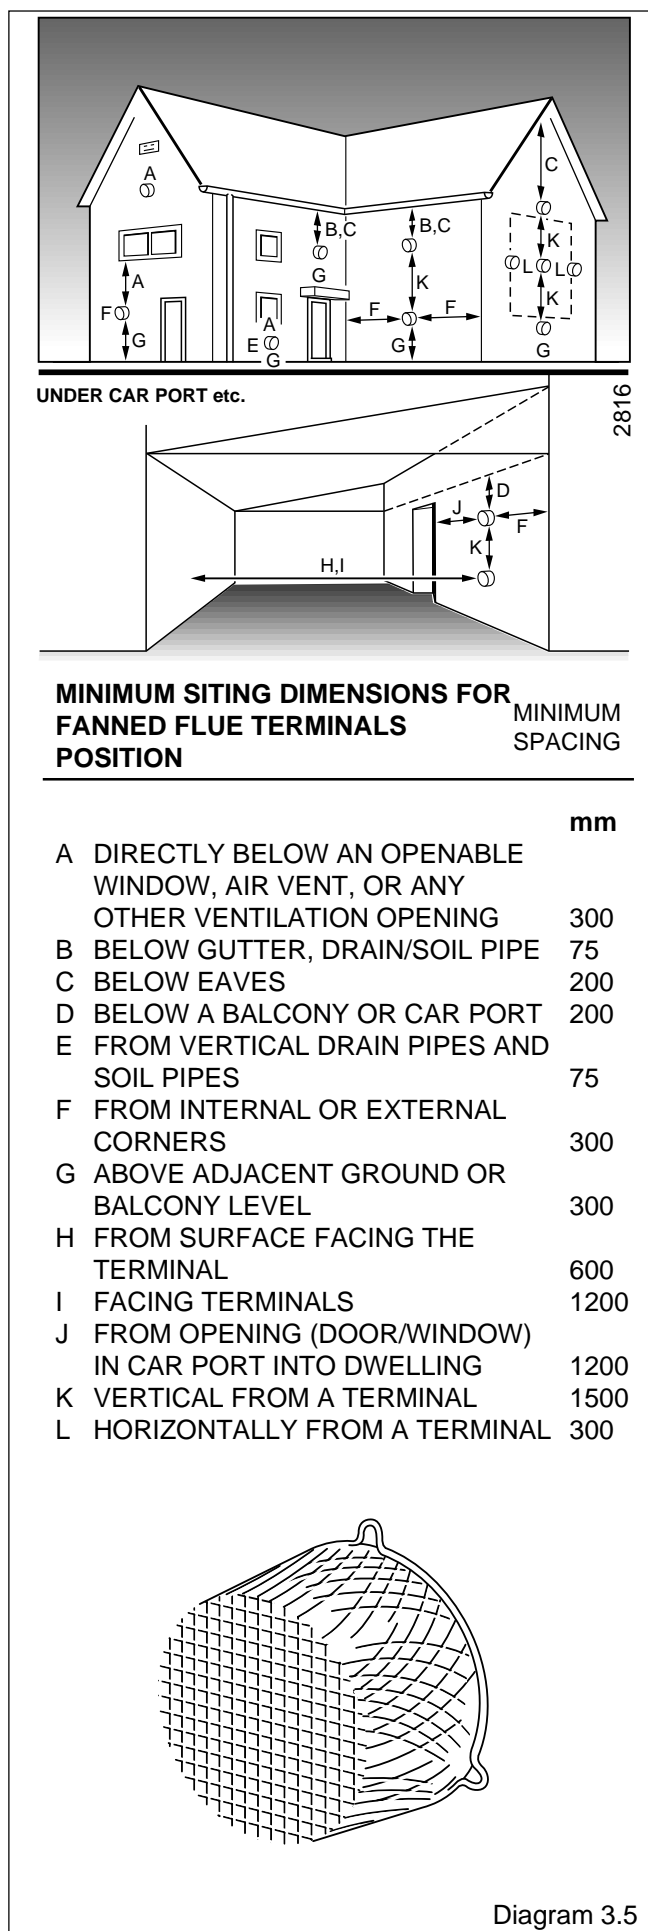 A
C
B,C
B,C
K
L
L
A
G
K
K
F
F
F
A
G
E
G
G
G
UNDER CAR PORT etc.
2816
D
J
F
K
H,I
MINIMUM SITING DIMENSIONS FOR
FANNED FLUE TERMINALS
POSITION
MINIMUM
SPACING
mm
A DIRECTLY BELOW AN OPENABLE
WINDOW, AIR VENT, OR ANY
OTHER VENTILATION OPENING 300
B BELOW GUTTER, DRAIN/SOIL PIPE 75
C BELOW EAVES 200
D BELOW A BALCONY OR CAR PORT 200
E FROM VERTICAL DRAIN PIPES AND
SOIL PIPES 75
F FROM INTERNAL OR EXTERNAL
CORNERS 300
G ABOVE ADJACENT GROUND OR
BALCONY LEVEL 300
H FROM SURFACE FACING THE
TERMINAL 600
I FACING TERMINALS 1200
J FROM OPENING (DOOR/WINDOW)
IN CAR PORT INTO DWELLING 1200
K VERTICAL FROM A TERMINAL 1500
L HORIZONTALLY FROM A TERMINAL 300
Diagram 3.5